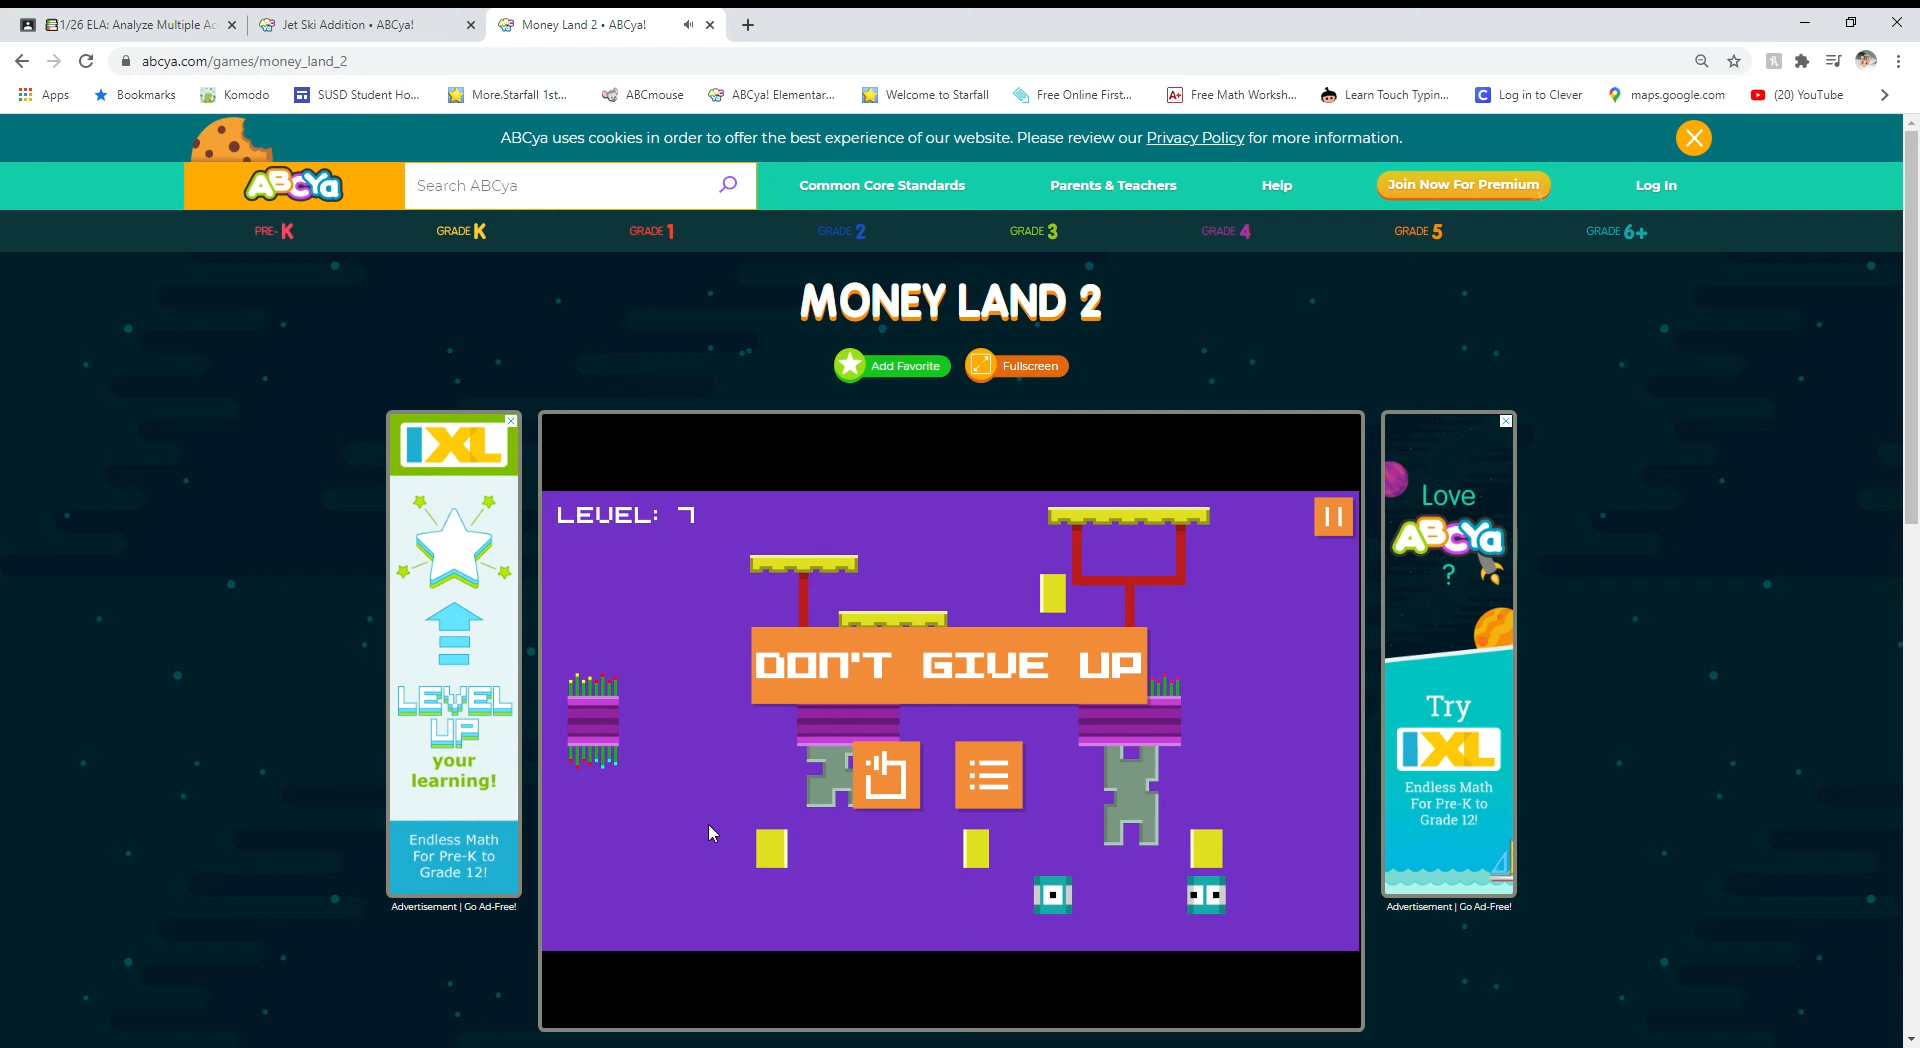 1/26 ELA: Analyze Multiple Ac
Jet Ski Addition • ABCya!
Money Land 2 • ABCya!
abcya.com/games/money_land_2
Apps
Bookmarks
Komodo
SUSD Student Ho...
More.Starfall 1st...
ABCmouse
ABCya! Elementar...
Welcome to Starfall
Free Online First...
A+ Free Math Worksh...
Learn Touch Typin...
C Log in to Clever
maps.google.com
(20) YouTube
ABCya uses cookies in order to offer the best experience of our website. Please review our Privacy Policy for more information.
ABCYa
Search ABCya
Common Core Standards
Parents & Teachers
Help
Join Now For Premium
Log In
PRE-K
GRADE K
GRADE 1
GRADE 2
GRADE 3
GRADE 4
GRADE 5
GRADE 6+
MONEY LAND 2
Add Favorite
Fullscreen
IXL
LEVEL
UP
your
learning!
Endless Math
For Pre-K to
Grade 12!
Advertisement | Go Ad-Free!
LEVEL: 7
DON'T GIVE UP
Love
ABCYa
?
Try
IXL
Endless Math
For Pre-K to
Grade 12!
Advertisement | Go Ad-Free!